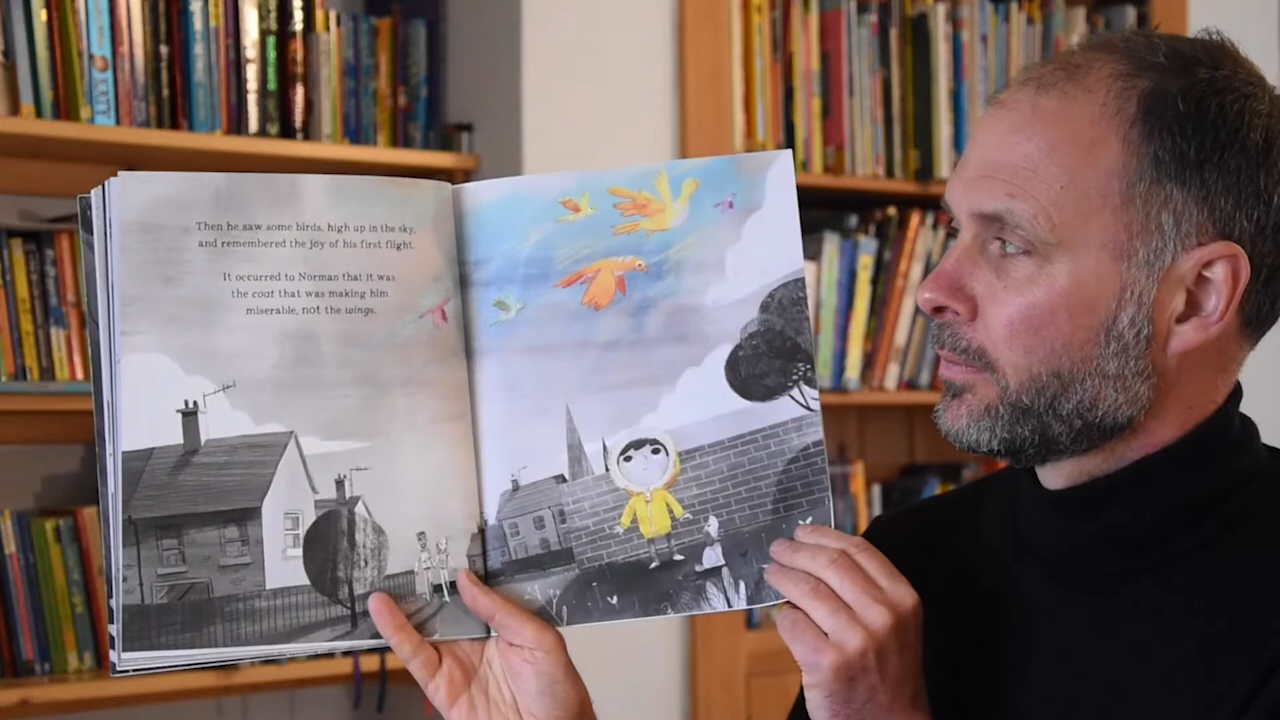 Then he saw some birds, high up in the sky,
and remembered the joy of his first flight.
It occurred to Norman that it was
the coat that was making him
miserable, not the wings.